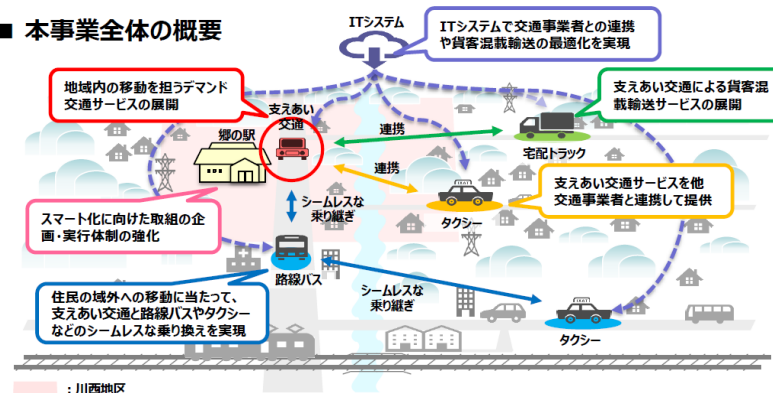 ■ 本事業全体の概要
ITシステム
ITシステムで交通事業者との連携
や貨客混載輸送の最適化を実現
地域内の移動を担うデマンド
交通サービスの展開
支えあい
交通
支えあい交通による貨客混
載輸送サービスの展開
郷の駅
連携
宅配トラック
連携
TAXI
タクシー
支えあい交通サービスを他
交通事業者と連携して提供
スマート化に向けた取組の企
画・実行体制の強化
シームレスな
乗り継ぎ
路線バス
住民の域外への移動に当たって、
支えあい交通と路線バスやタクシー
などのシームレスな乗り換えを実現
シームレスな
乗り継ぎ
TAXI
タクシー
：川西地区